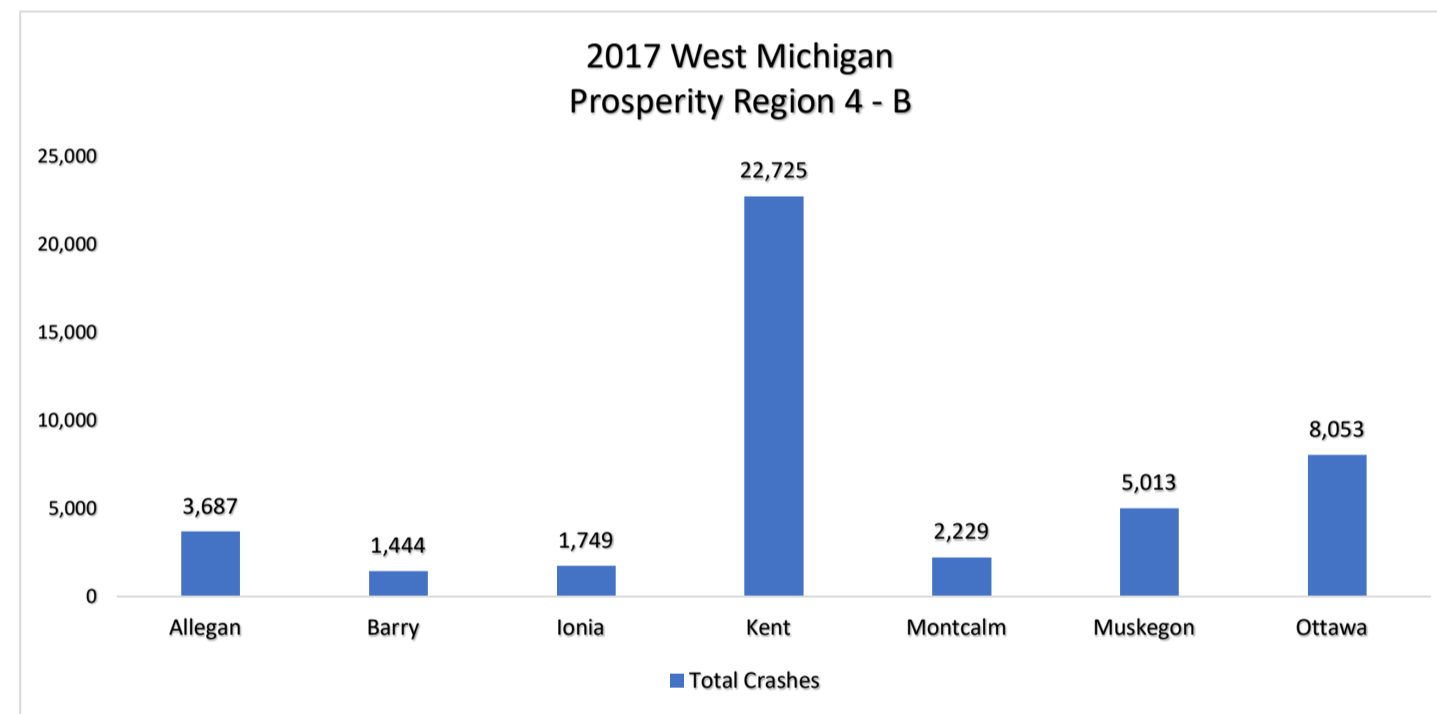 2017 West Michigan
Prosperity Region 4 - B
25,000
20,000
15,000
10,000
5,000
0
3,687
1,444
1,749
22,725
2,229
5,013
8,053
Allegan
Barry
Ionia
Kent
Montcalm
Muskegon
Ottawa
Total Crashes